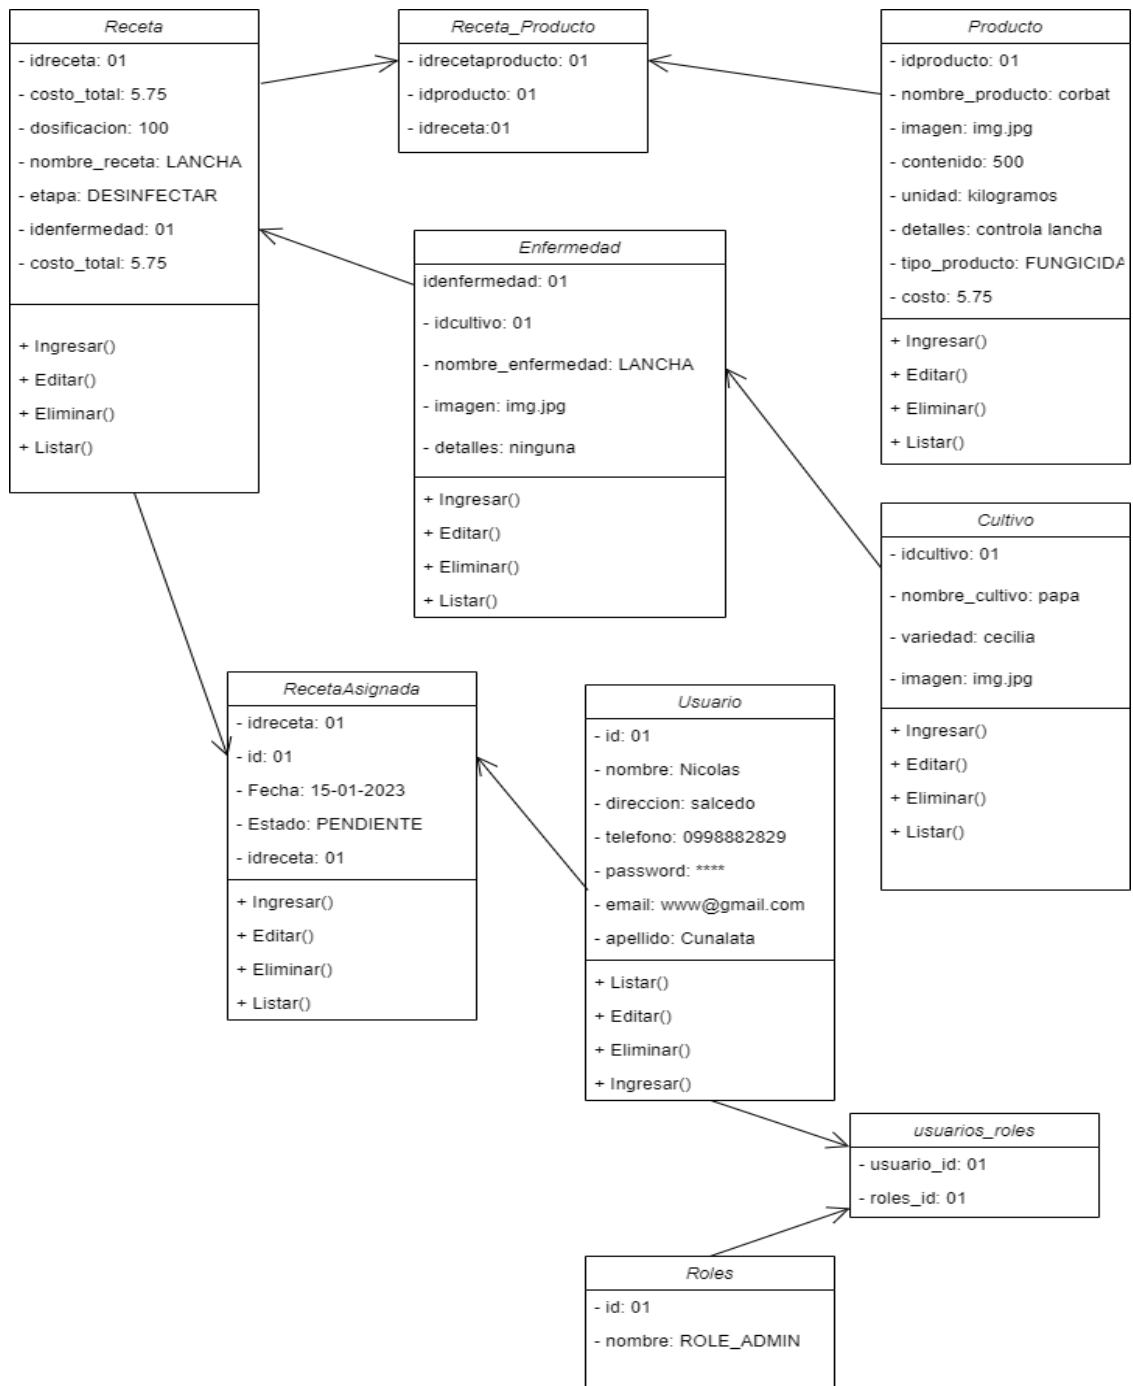 Receta
- idreceta: 01
- costo_total: 5.75
- dosificacion: 100
- nombre_receta: LANCHA
- etapa: DESINFECTAR
- idenfermedad: 01
- costo_total: 5.75
+ Ingresar()
+ Editar()
+ Eliminar()
+ Listar()
Receta_Producto
- idrecetaproducto: 01
- idproducto: 01
- idreceta:01
Producto
- idproducto: 01
- nombre_producto: corbat
- imagen: img.jpg
- contenido: 500
- unidad: kilogramos
- detalles: controla lancha
- tipo_producto: FUNGICIDA
- costo: 5.75
+ Ingresar()
+ Editar()
+ Eliminar()
+ Listar()
Enfermedad
idenfermedad: 01
- idcultivo: 01
- nombre_enfermedad: LANCHA
- imagen: img.jpg
- detalles: ninguna
+ Ingresar()
+ Editar()
+ Eliminar()
+ Listar()
Cultivo
- idcultivo: 01
- nombre_cultivo: papa
- variedad: cecilia
- imagen: img.jpg
+ Ingresar()
+ Editar()
+ Eliminar()
+ Listar()
RecetaAsignada
- idreceta: 01
- id: 01
- Fecha: 15-01-2023
- Estado: PENDIENTE
- idreceta: 01
+ Ingresar()
+ Editar()
+ Eliminar()
+ Listar()
Usuario
- id: 01
- nombre: Nicolas
- direccion: salcedo
- telefono: 0998882829
- password: ****
- email: www@gmail.com
- apellido: Cunalata
+ Listar()
+ Editar()
+ Eliminar()
+ Ingresar()
usuarios_roles
- usuario_id: 01
- roles_id: 01
Roles
- id: 01
- nombre: ROLE_ADMIN